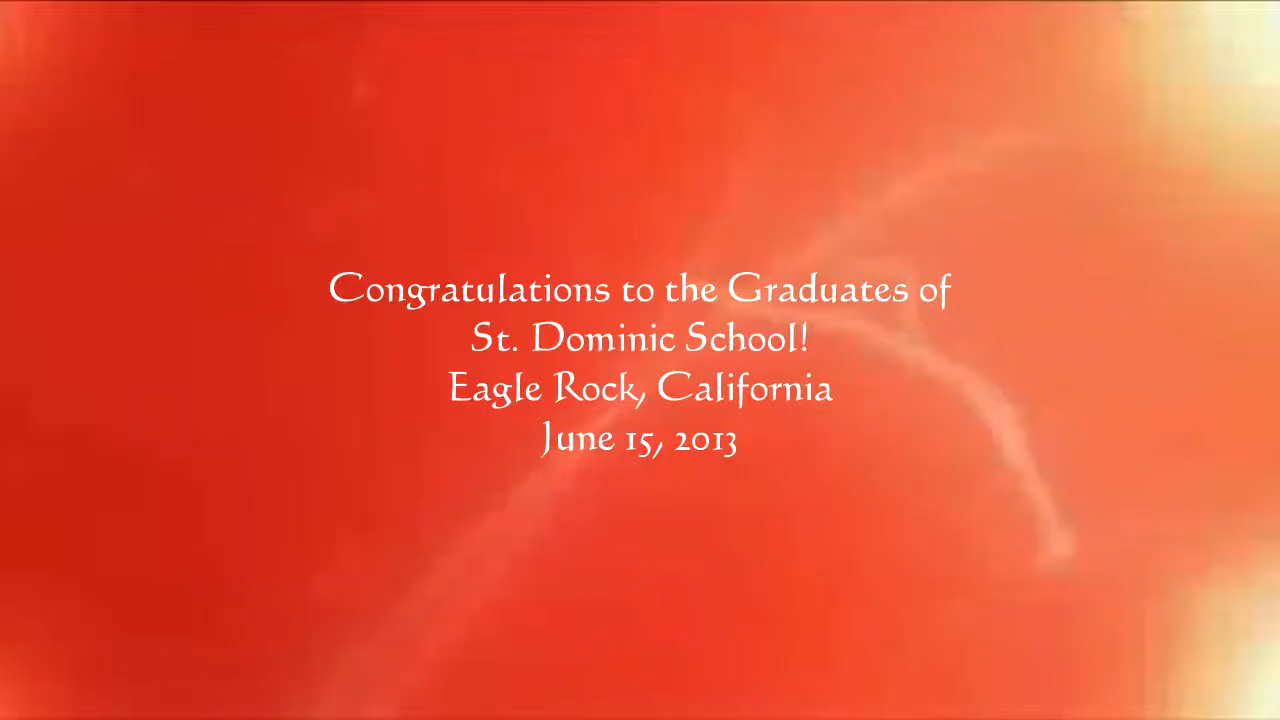 Congratulations to the Graduates of
St. Dominic School!
Eagle Rock, California
June 15, 2013